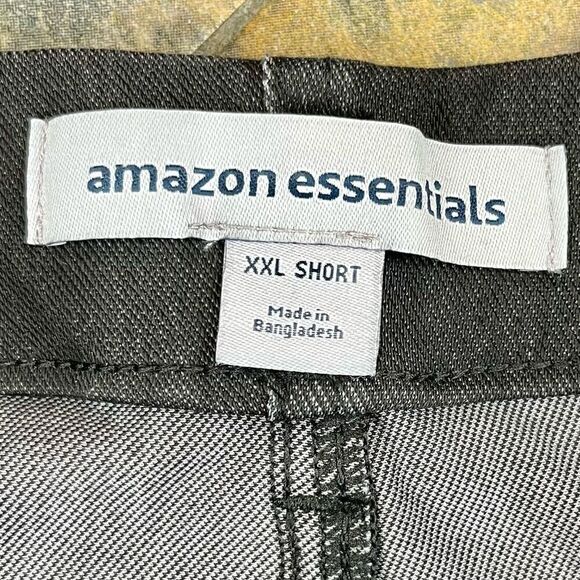 amazon essentials
XXL SHORT
Made in
Bangladesh